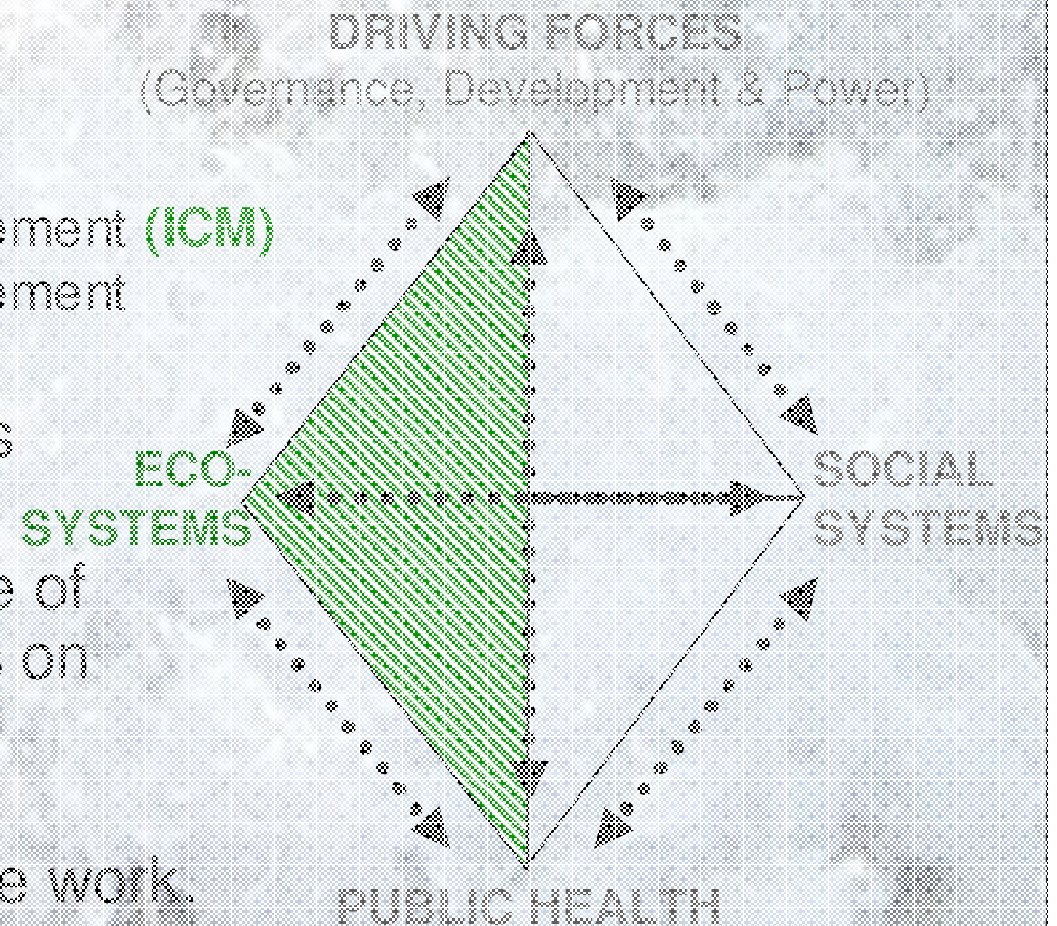 DRIVING FORCES
(Governance, Development & Power)
ement (ICM)
ement
s
ECO-
SYSTEMS
SOCIAL
SYSTEMS
e of
s on
e work.
PUBLIC HEALTH